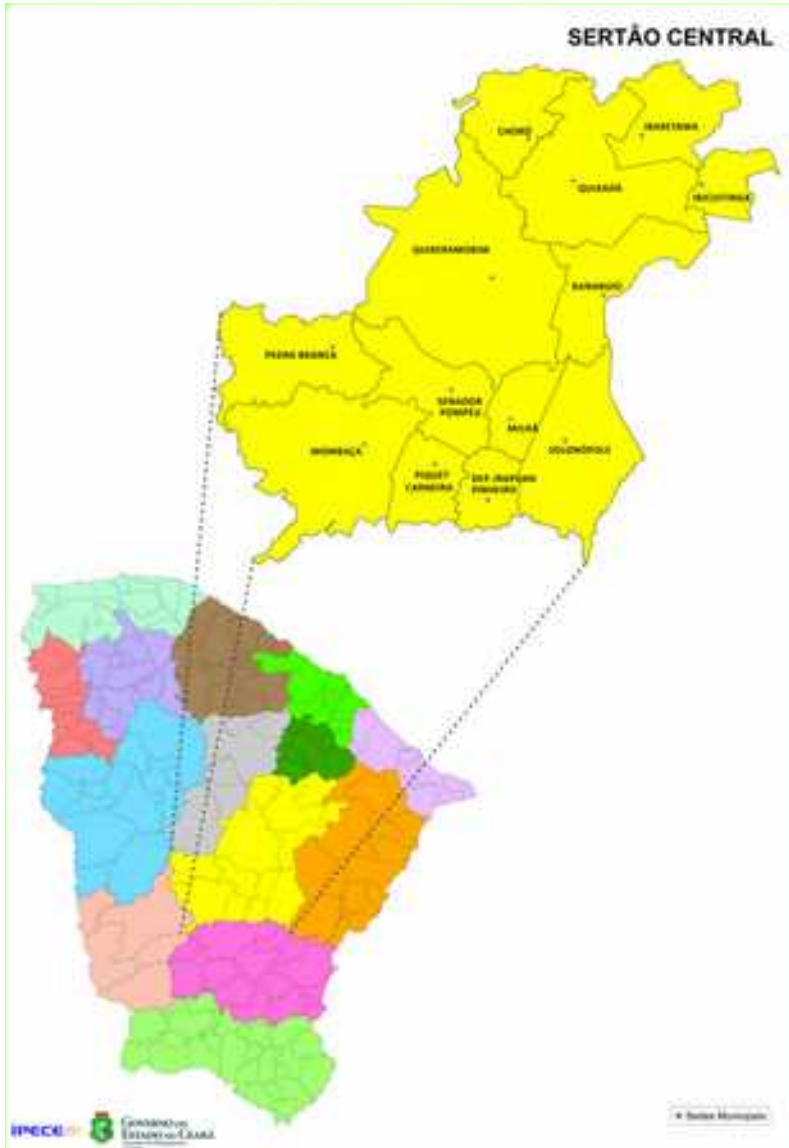 SERTÃO CENTRAL
CHORÓ
IBARETAMA
QUIXADÁ
IBICUITINGA
QUIXERAMOBIM
BANABUIÚ
PEDRA BRANCA
SENADOR
POMPEU
MILHÃ
SOLONÓPOLE
MOMBAÇA
PIQUET
CARNEIRO
DEP. IRAPUAN
PINHEIRO
IPECE
GOVERNO DO
ESTADO DO CEARÁ
Sedes Municipais